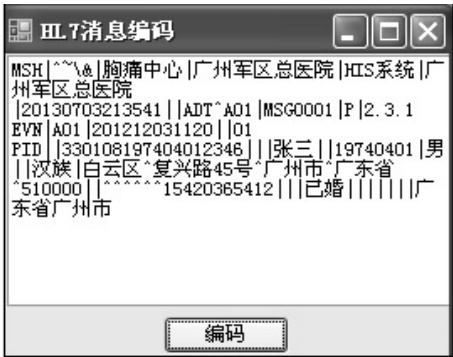 HL7消息编码
MSH|^~\&|胸痛中心|广州军区总医院|HIS系统|广
州军区总医院
|20130703213541||ADT^A01|MSG0001|P|2.3.1
EVN|A01|201212031120||01
PID||330108197404012346|||张三||19740401|男
||汉族|白云区^复兴路45号^广州市^广东省
^510000||^^^^^^15420365412|||已婚|||||||广
东省广州市
编码